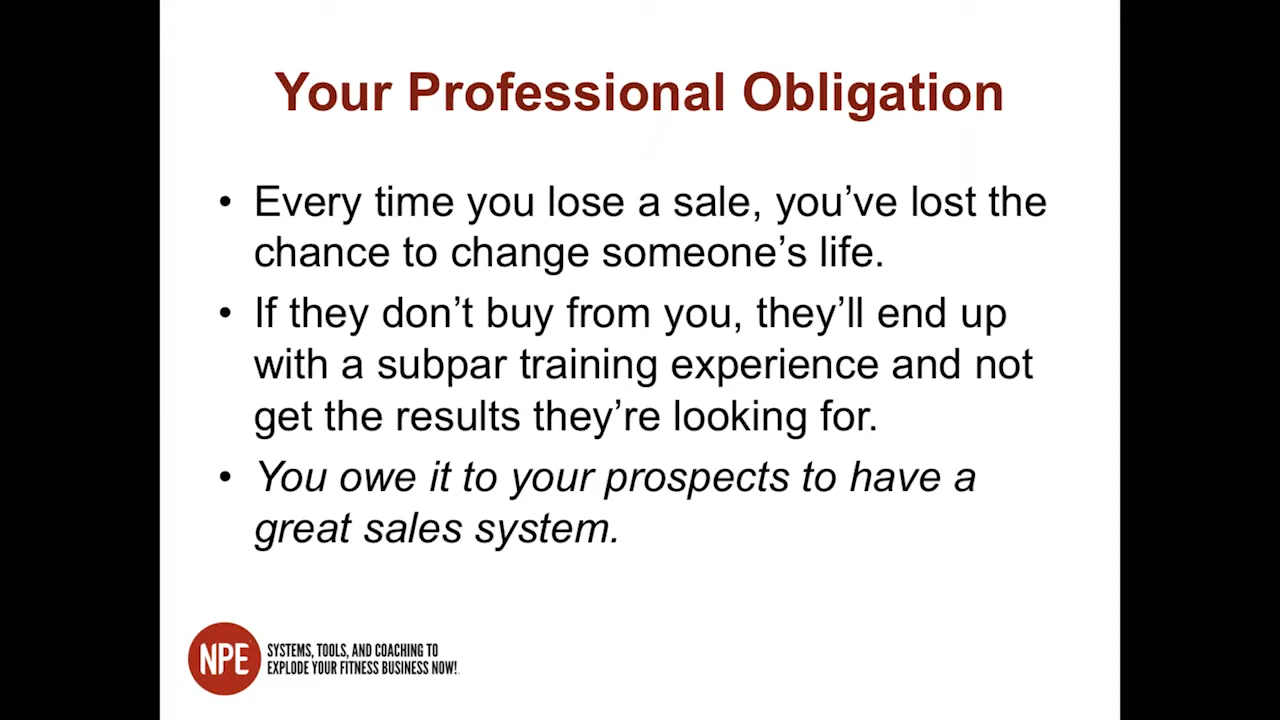 Your Professional Obligation
• Every time you lose a sale, you’ve lost the
chance to change someone’s life.
• If they don’t buy from you, they’ll end up
with a subpar training experience and not
get the results they’re looking for.
• You owe it to your prospects to have a
great sales system.
NPE
SYSTEMS, TOOLS, AND COACHING TO
EXPLODE YOUR FITNESS BUSINESS NOW!